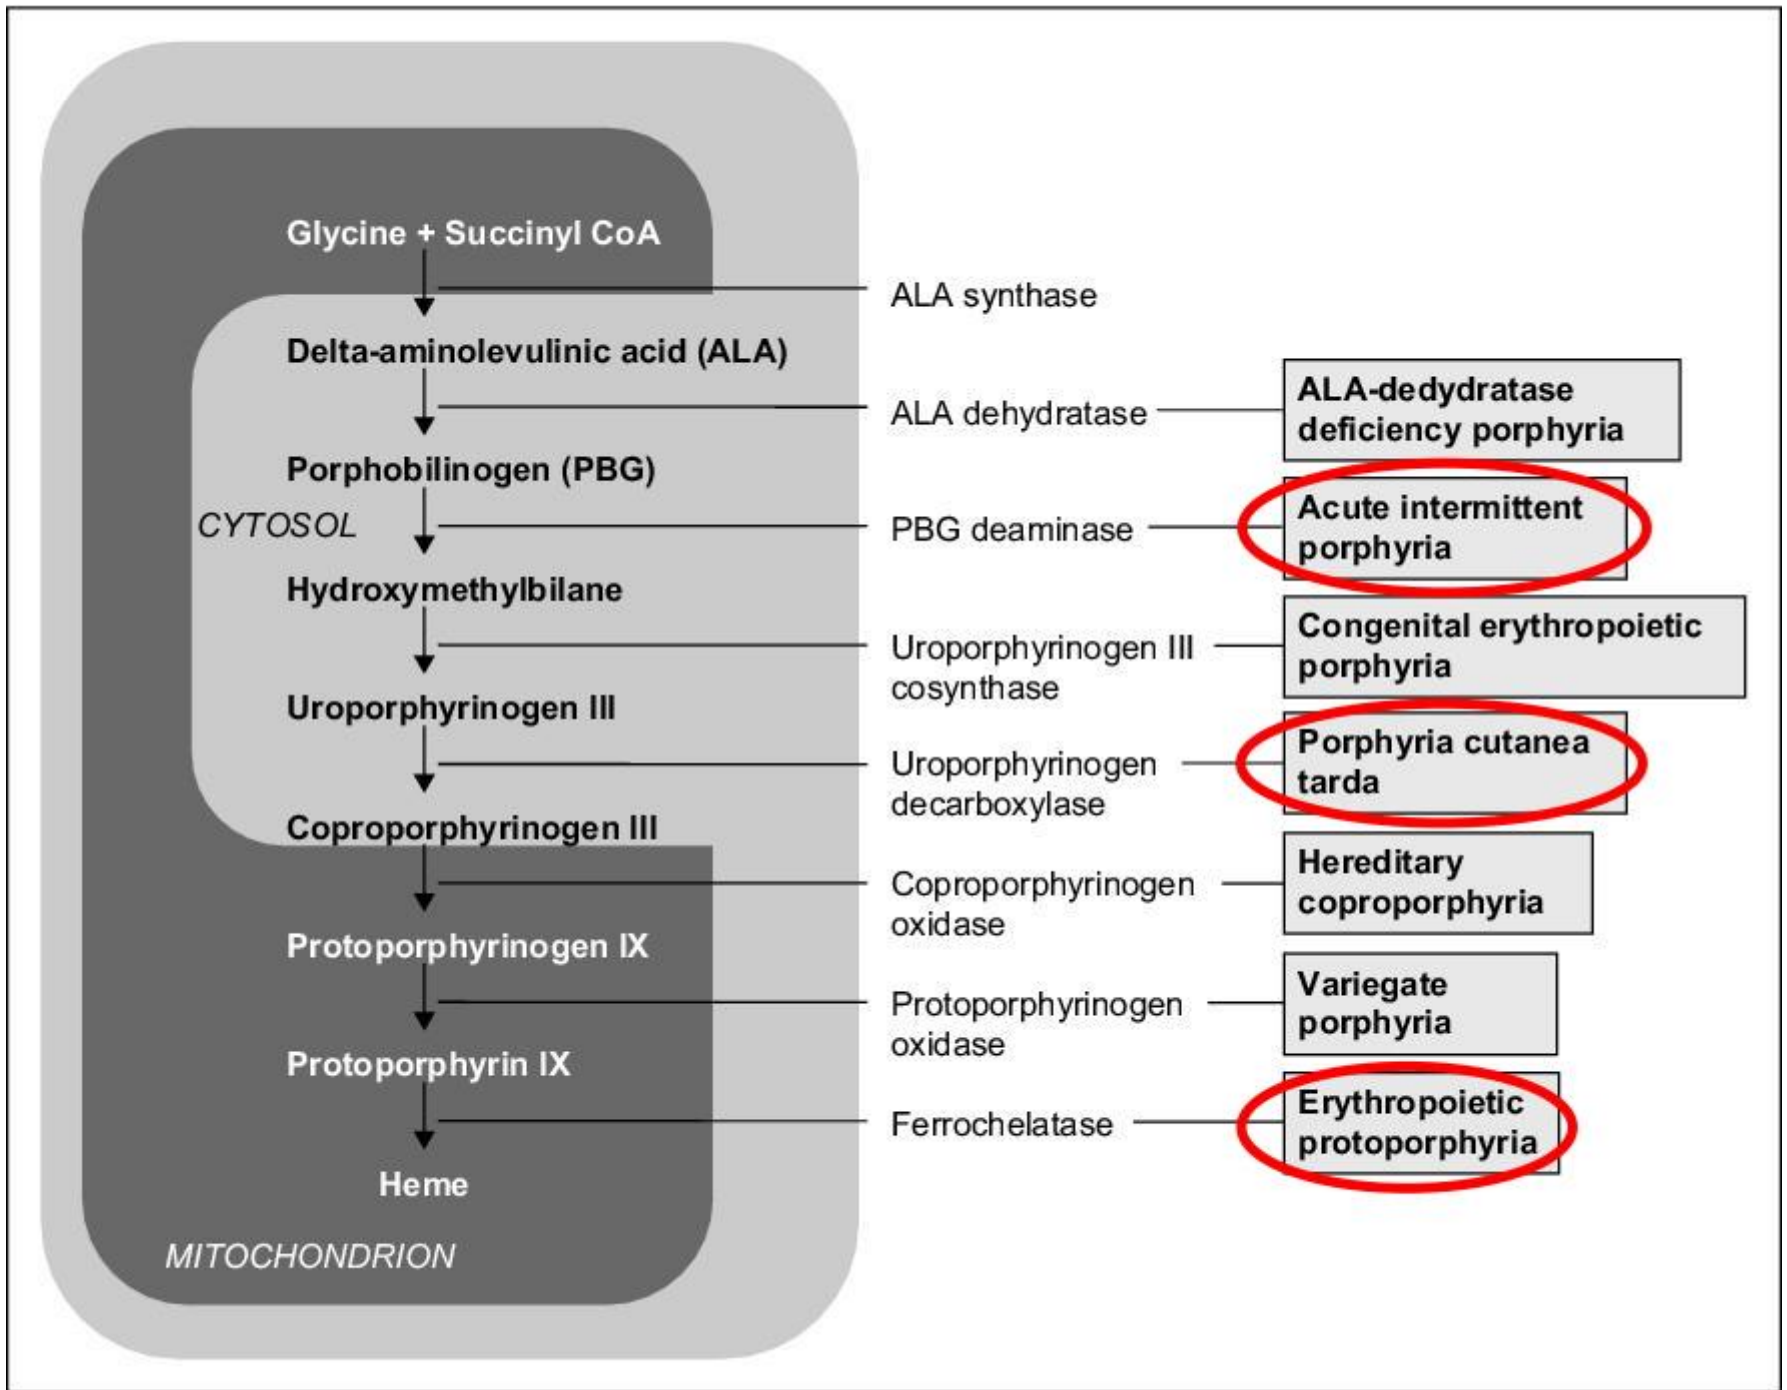 Glycine + Succinyl CoA
ALA synthase
Delta-aminolevulinic acid (ALA)
ALA dehydratase
ALA-dedydratase
deficiency porphyria
Porphobilinogen (PBG)
CYTOSOL
PBG deaminase
Acute intermittent
porphyria
Hydroxymethylbilane
Uroporphyrinogen III
cosynthase
Congenital erythropoietic
porphyria
Uroporphyrinogen III
Uroporphyrinogen
decarboxylase
Porphyria cutanea
tarda
Coproporphyrinogen III
Coproporphyrinogen
oxidase
Hereditary
coproporphyria
Protoporphyrinogen IX
Protoporphyrinogen
oxidase
Variegate
porphyria
Protoporphyrin IX
Ferrochelatase
Erythropoietic
protoporphyria
Heme
MITOCHONDRION